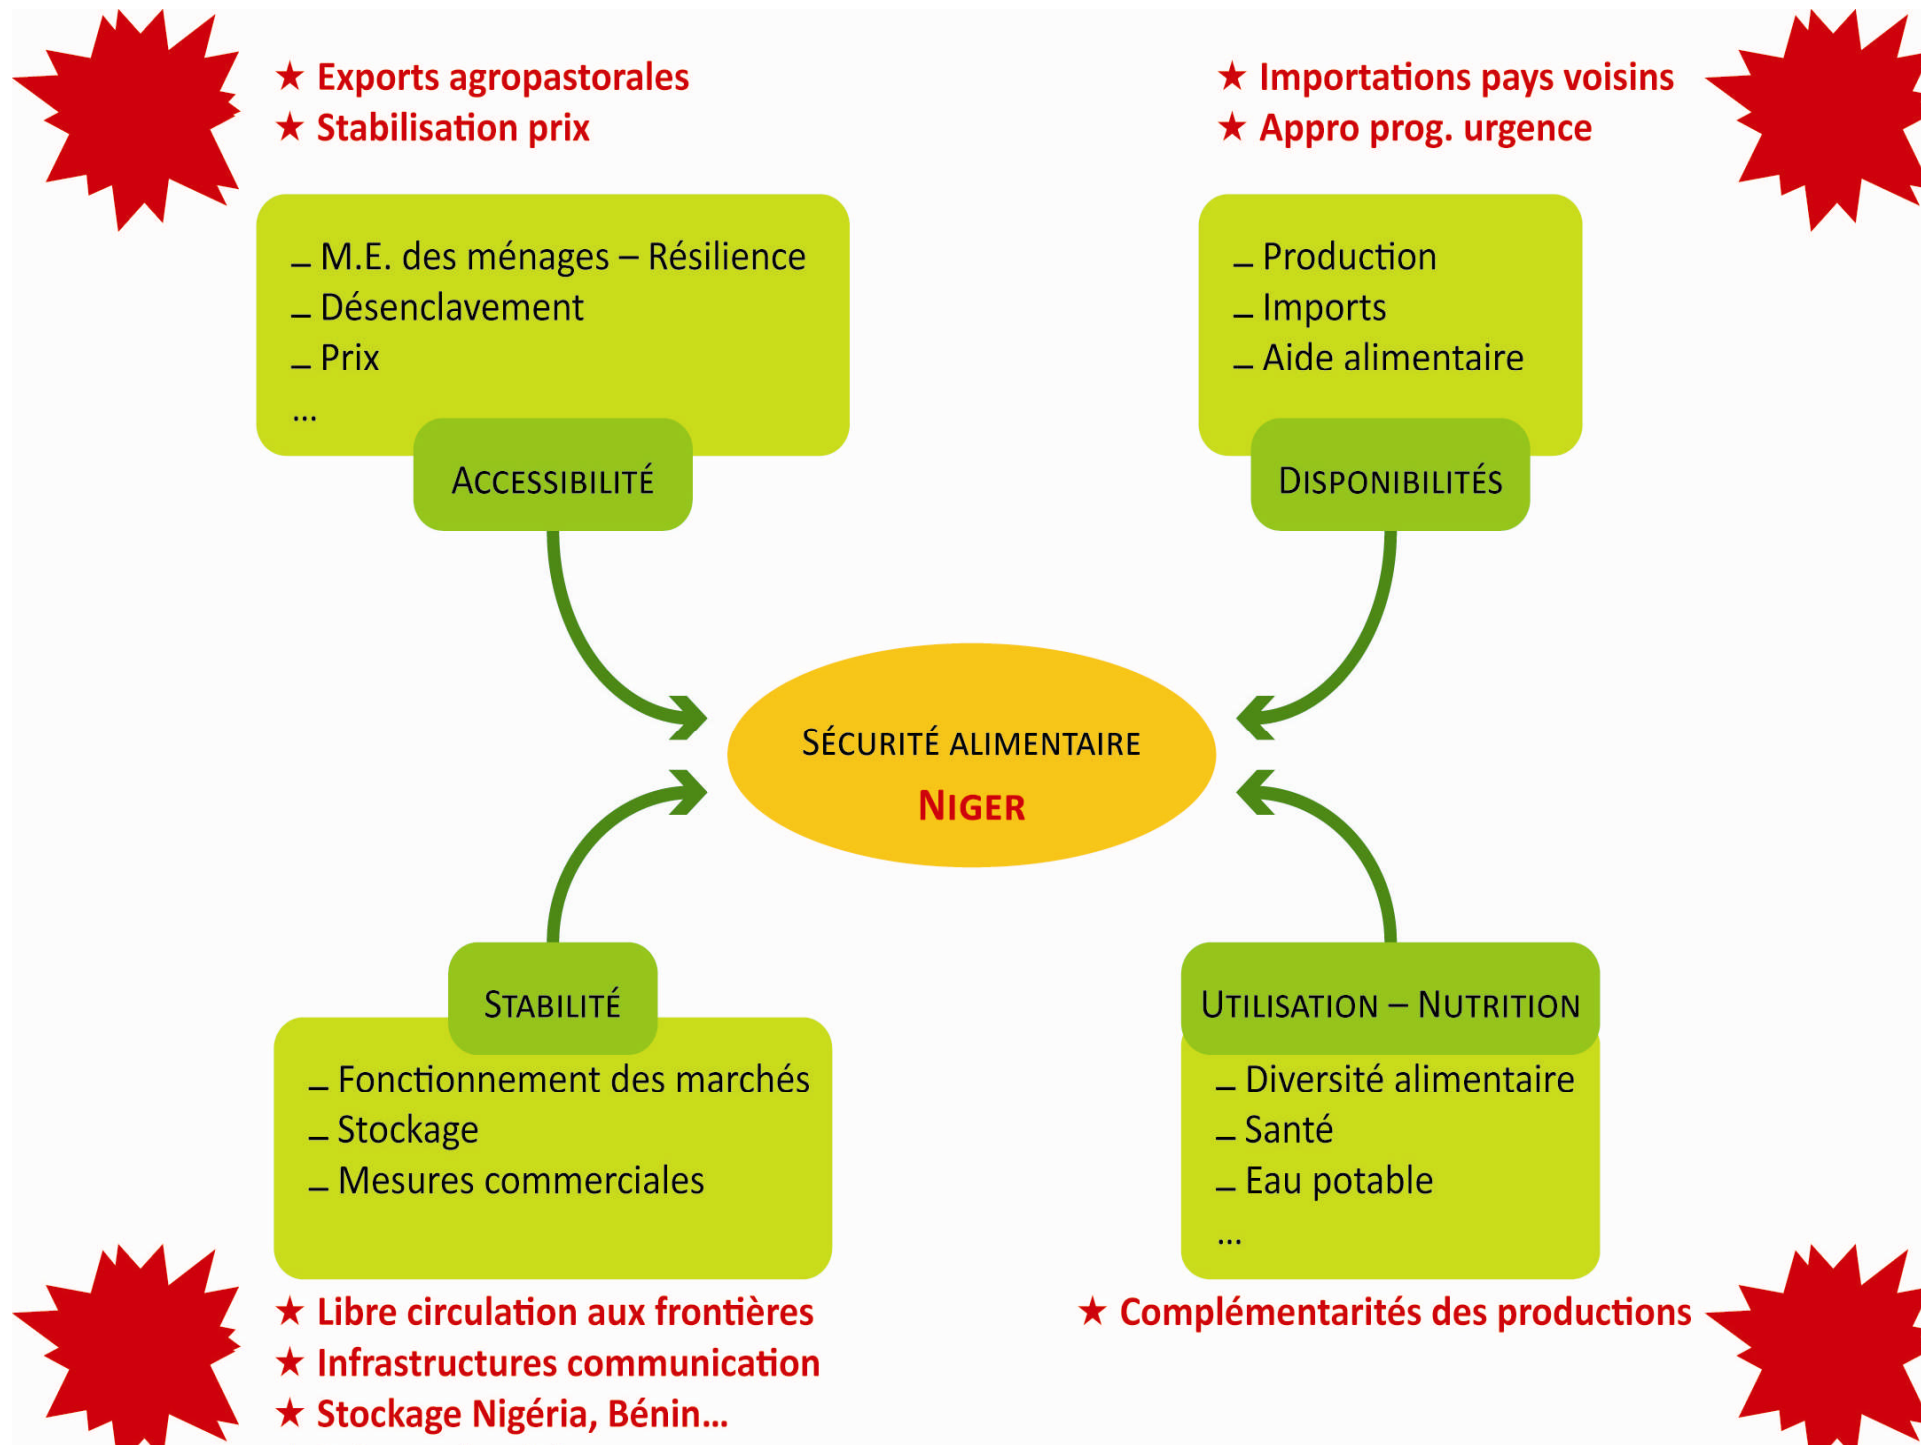 ★ Exports agropastorales
★ Stabilisation prix
– M.E. des ménages – Résilience
– Désenclavement
– Prix
...
ACCESSIBILITÉ
★ Importations pays voisins
★ Appro prog. urgence
– Production
– Imports
– Aide alimentaire
DISPONIBILITÉS
SÉCURITÉ ALIMENTAIRE
NIGER
STABILITÉ
– Fonctionnement des marchés
– Stockage
– Mesures commerciales
★ Libre circulation aux frontières
★ Infrastructures communication
★ Stockage Nigéria, Bénin...
UTILISATION – NUTRITION
– Diversité alimentaire
– Santé
– Eau potable
...
★ Complémentarités des productions